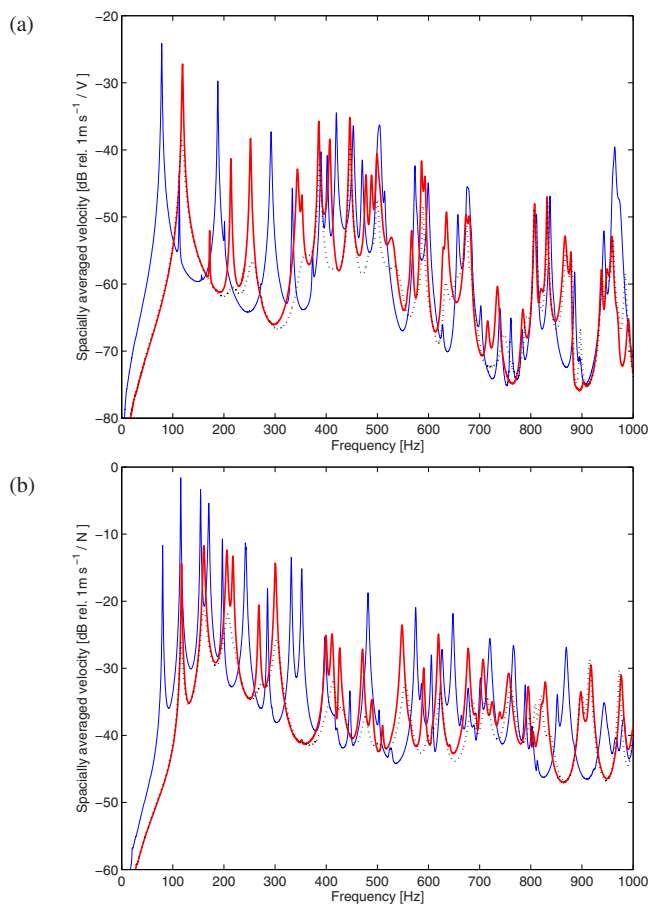 (a)
−20
−30
−40
−50
−60
−70
−80
Spacially averaged velocity [dB rel. 1m s⁻¹ / V]
0 100 200 300 400 500 600 700 800 900 1000
Frequency [Hz]
(b)
0
−10
−20
−30
−40
−50
−60
Spacially averaged velocity [dB rel. 1m s⁻¹ / N]
0 100 200 300 400 500 600 700 800 900 1000
Frequency [Hz]